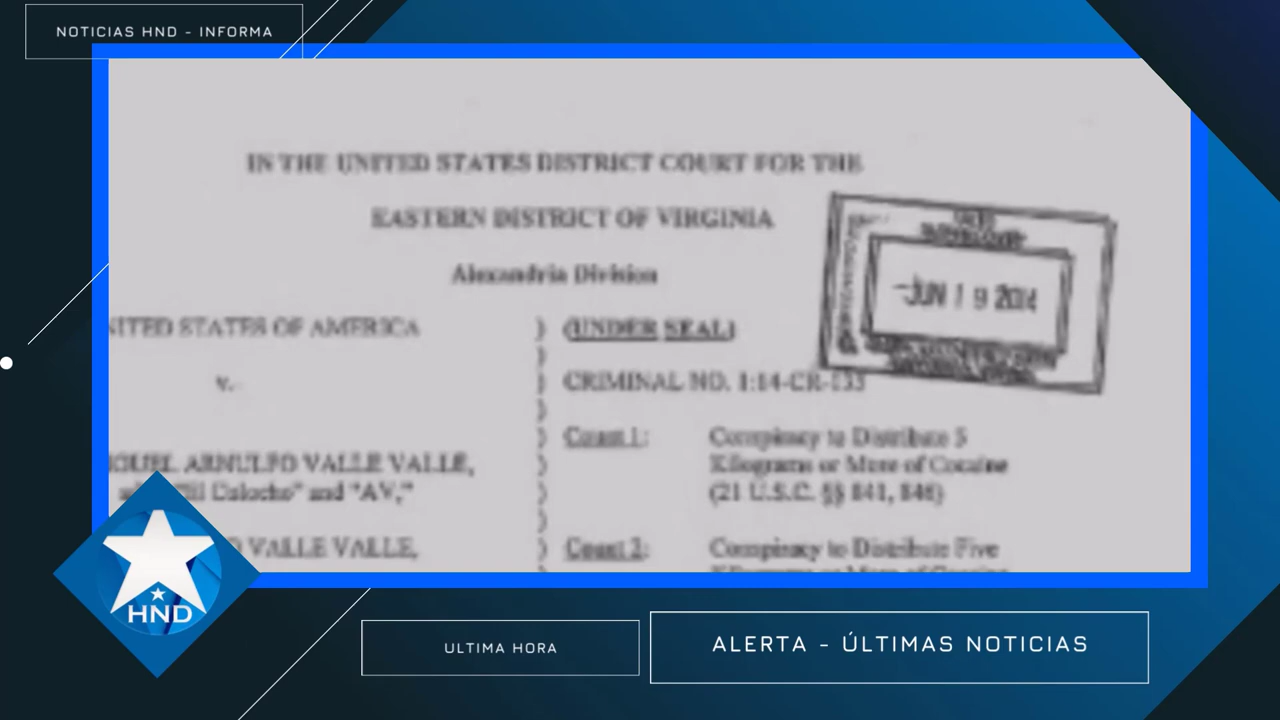 NOTICIAS HND - INFORMA
IN THE UNITED STATES DISTRICT COURT FOR THE
EASTERN DISTRICT OF VIRGINIA
Alexandria Division
NITED STATES OF AMERICA
) (UNDER SEAL)
v.
) CRIMINAL NO. 1:14-CR-135
-JUN 19 2014
) Count 1: Conspiracy to Distribute 5
ARNULFO VALLE VALLE,
) Kilograms or More of Cocaine
and "AV,"
(21 U.S.C. §§ 841, 846)
VALLE VALLE,
) Count 2: Conspiracy to Distribute Five
HND
ULTIMA HORA
ALERTA - ÚLTIMAS NOTICIAS